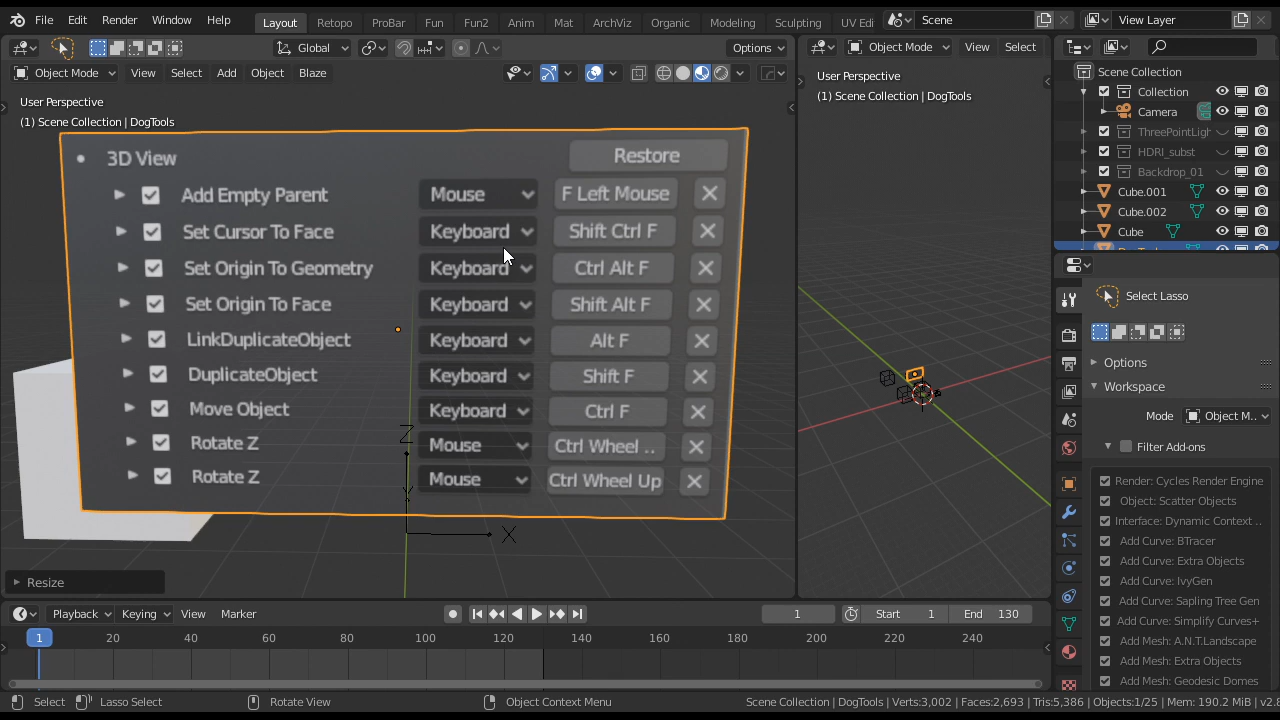 File Edit Render Window Help Layout Retopo ProBar Fun Fun2 Anim Mat ArchViz Organic Modeling Sculpting UV Edi Scene View Layer
Global Options
Object Mode View Select Add Object Blaze
Object Mode View Select
User Perspective
(1) Scene Collection | DogTools
User Perspective
(1) Scene Collection | DogTools
3D View Restore
Add Empty Parent Mouse F Left Mouse
Set Cursor To Face Keyboard Shift Ctrl F
Set Origin To Geometry Keyboard Ctrl Alt F
Set Origin To Face Keyboard Shift Alt F
LinkDuplicateObject Keyboard Alt F
DuplicateObject Keyboard Shift F
Move Object Keyboard Ctrl F
Rotate Z Mouse Ctrl Wheel ..
Rotate Z Mouse Ctrl Wheel Up
Z
Y
X
Resize
Scene Collection
Collection
Camera
ThreePointLigh
HDRI_subst
Backdrop_01
Cube.001
Cube.002
Cube
Select Lasso
Options
Workspace
Mode Object M..
Filter Add-ons
Render: Cycles Render Engine
Object: Scatter Objects
Interface: Dynamic Context ..
Add Curve: BTracer
Add Curve: Extra Objects
Add Curve: IvyGen
Add Curve: Sapling Tree Gen
Add Curve: Simplify Curves+
Add Mesh: A.N.T.Landscape
Add Mesh: Extra Objects
Add Mesh: Geodesic Domes
Playback Keying View Marker 1 Start 1 End 130
1 20 40 60 80 100 120 140 160 180 200 220 240
Select Lasso Select Rotate View Object Context Menu Scene Collection | DogTools | Verts:3,002 | Faces:2,693 | Tris:5,386 | Objects:1/25 | Mem: 190.2 MiB | v2.8